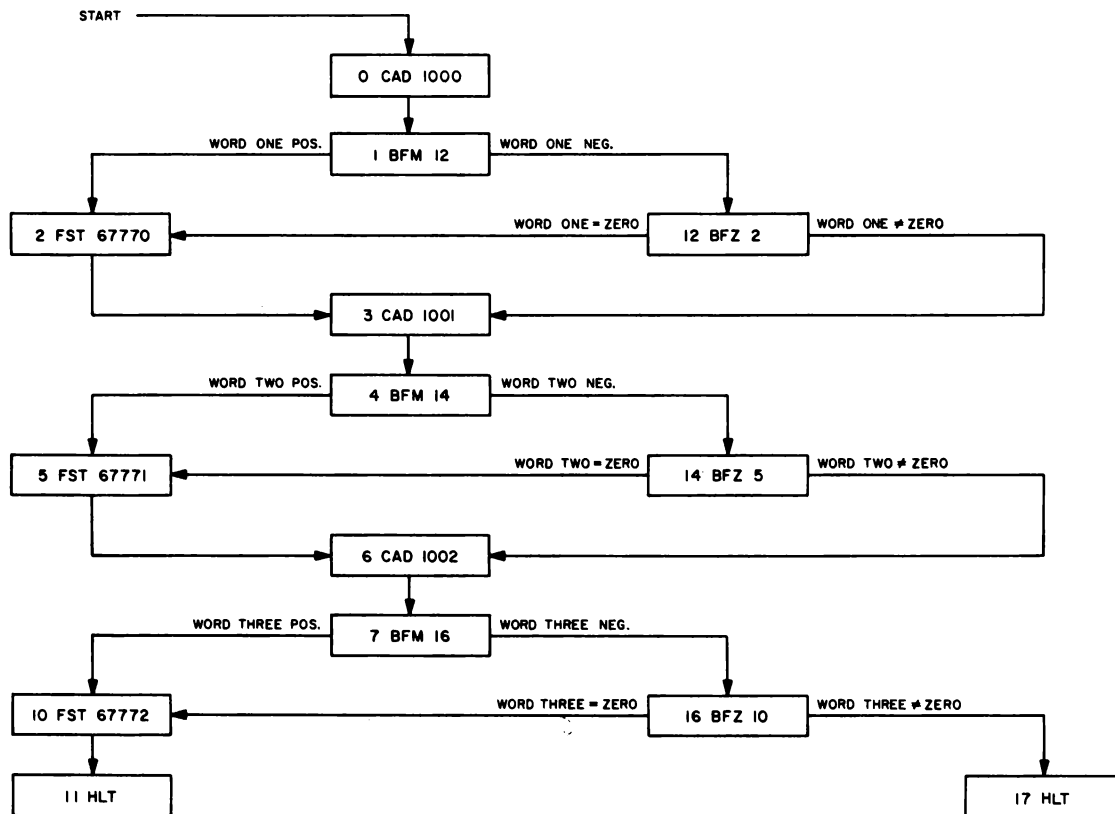 START
0 CAD 1000
WORD ONE POS.
1 BFM 12
WORD ONE NEG.
2 FST 67770
WORD ONE = ZERO
12 BFZ 2
WORD ONE ≠ ZERO
3 CAD 1001
WORD TWO POS.
4 BFM 14
WORD TWO NEG.
5 FST 67771
WORD TWO = ZERO
14 BFZ 5
WORD TWO ≠ ZERO
6 CAD 1002
WORD THREE POS.
7 BFM 16
WORD THREE NEG.
10 FST 67772
WORD THREE = ZERO
16 BFZ 10
WORD THREE ≠ ZERO
11 HLT
17 HLT